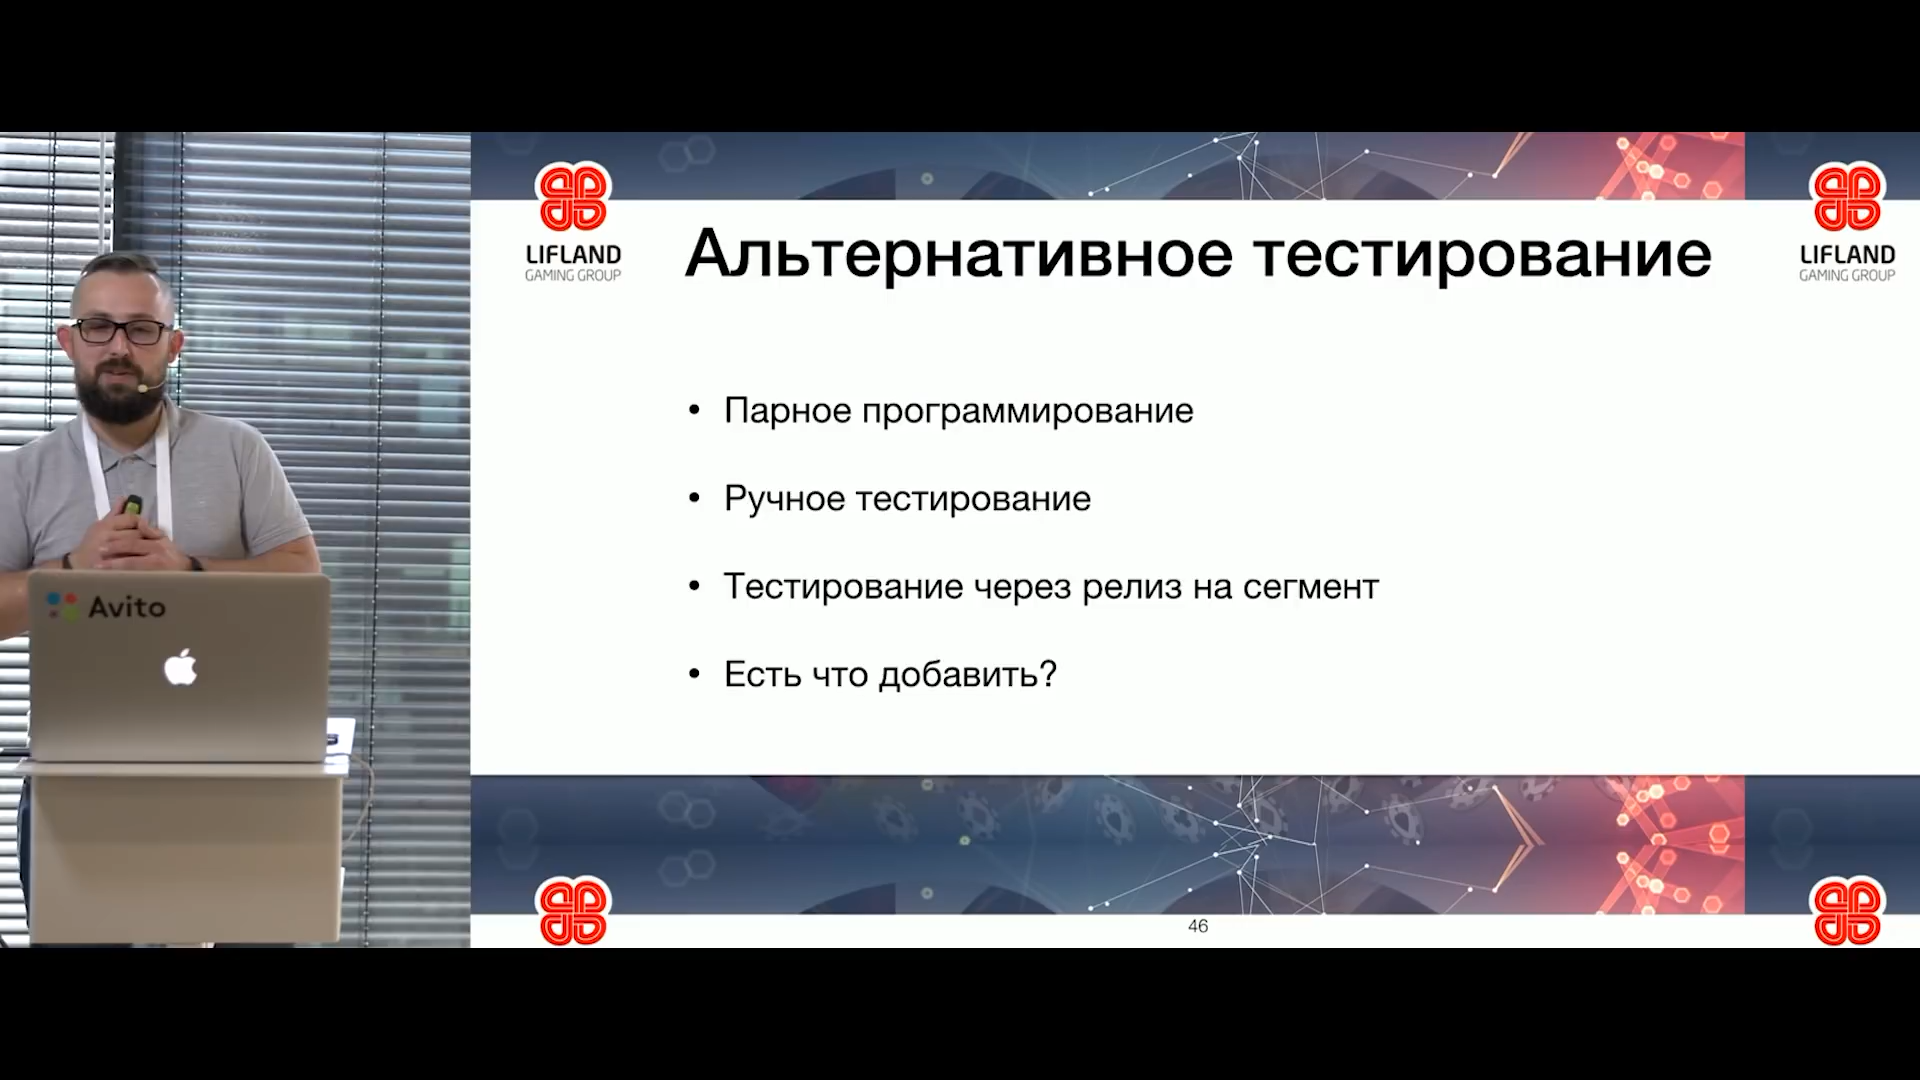 LIFLAND
GAMING GROUP
Альтернативное тестирование
LIFLAND
GAMING GROUP
• Парное программирование
• Ручное тестирование
• Тестирование через релиз на сегмент
• Есть что добавить?
Avito
46